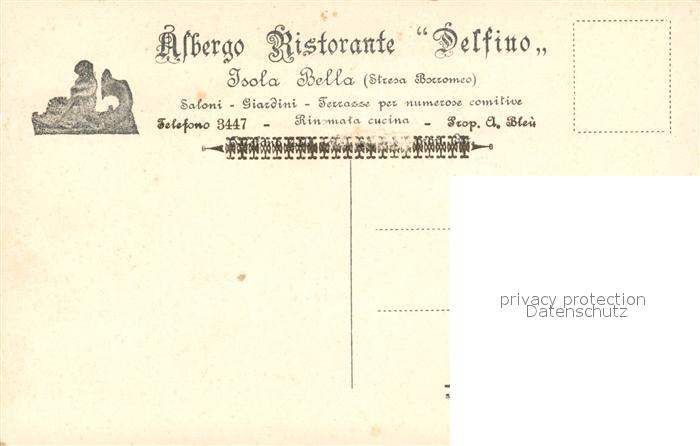 Albergo Ristorante "Delfino„
Isola Bella (Stresa Borromeo)
Saloni - Giardini - Terrasse per numerose comitive
Telefono 3447 - Rinomata cucina - Prop. A. Bleù
privacy protection
Datenschutz